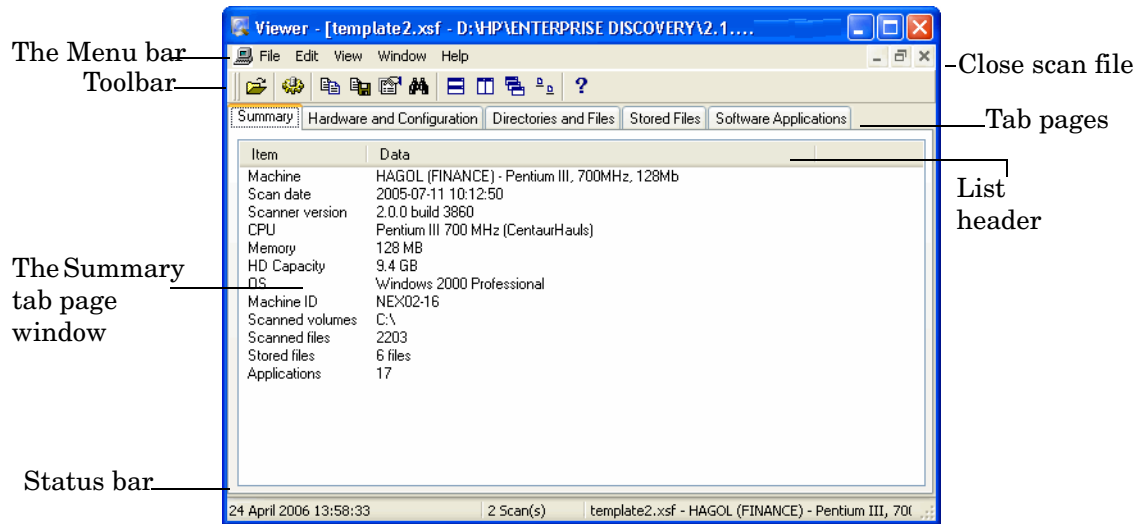 Viewer - [template2.xsf - D:\HP\ENTERPRISE DISCOVERY\2.1....
The Menu bar
File Edit View Window Help
Toolbar
Close scan file
Summary Hardware and Configuration Directories and Files Stored Files Software Applications
Tab pages
Item Data
List
header
Machine HAGOL (FINANCE) - Pentium III, 700MHz, 128Mb
Scan date 2005-07-11 10:12:50
Scanner version 2.0.0 build 3860
CPU Pentium III 700 MHz (CentaurHauls)
Memory 128 MB
HD Capacity 9.4 GB
OS Windows 2000 Professional
Machine ID NEX02-16
Scanned volumes C:\
Scanned files 2203
Stored files 6 files
Applications 17
The Summary
tab page
window
Status bar
24 April 2006 13:58:33 2 Scan(s) template2.xsf - HAGOL (FINANCE) - Pentium III, 70(